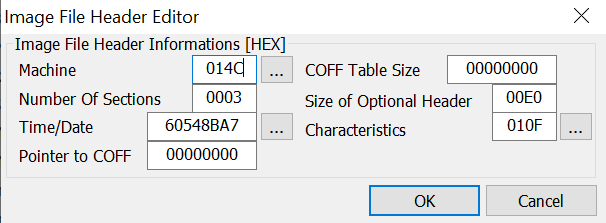 Image File Header Editor
Image File Header Informations [HEX]
Machine 014C ... COFF Table Size 00000000
Number Of Sections 0003 Size of Optional Header 00E0
Time/Date 60548BA7 ... Characteristics 010F ...
Pointer to COFF 00000000
OK Cancel